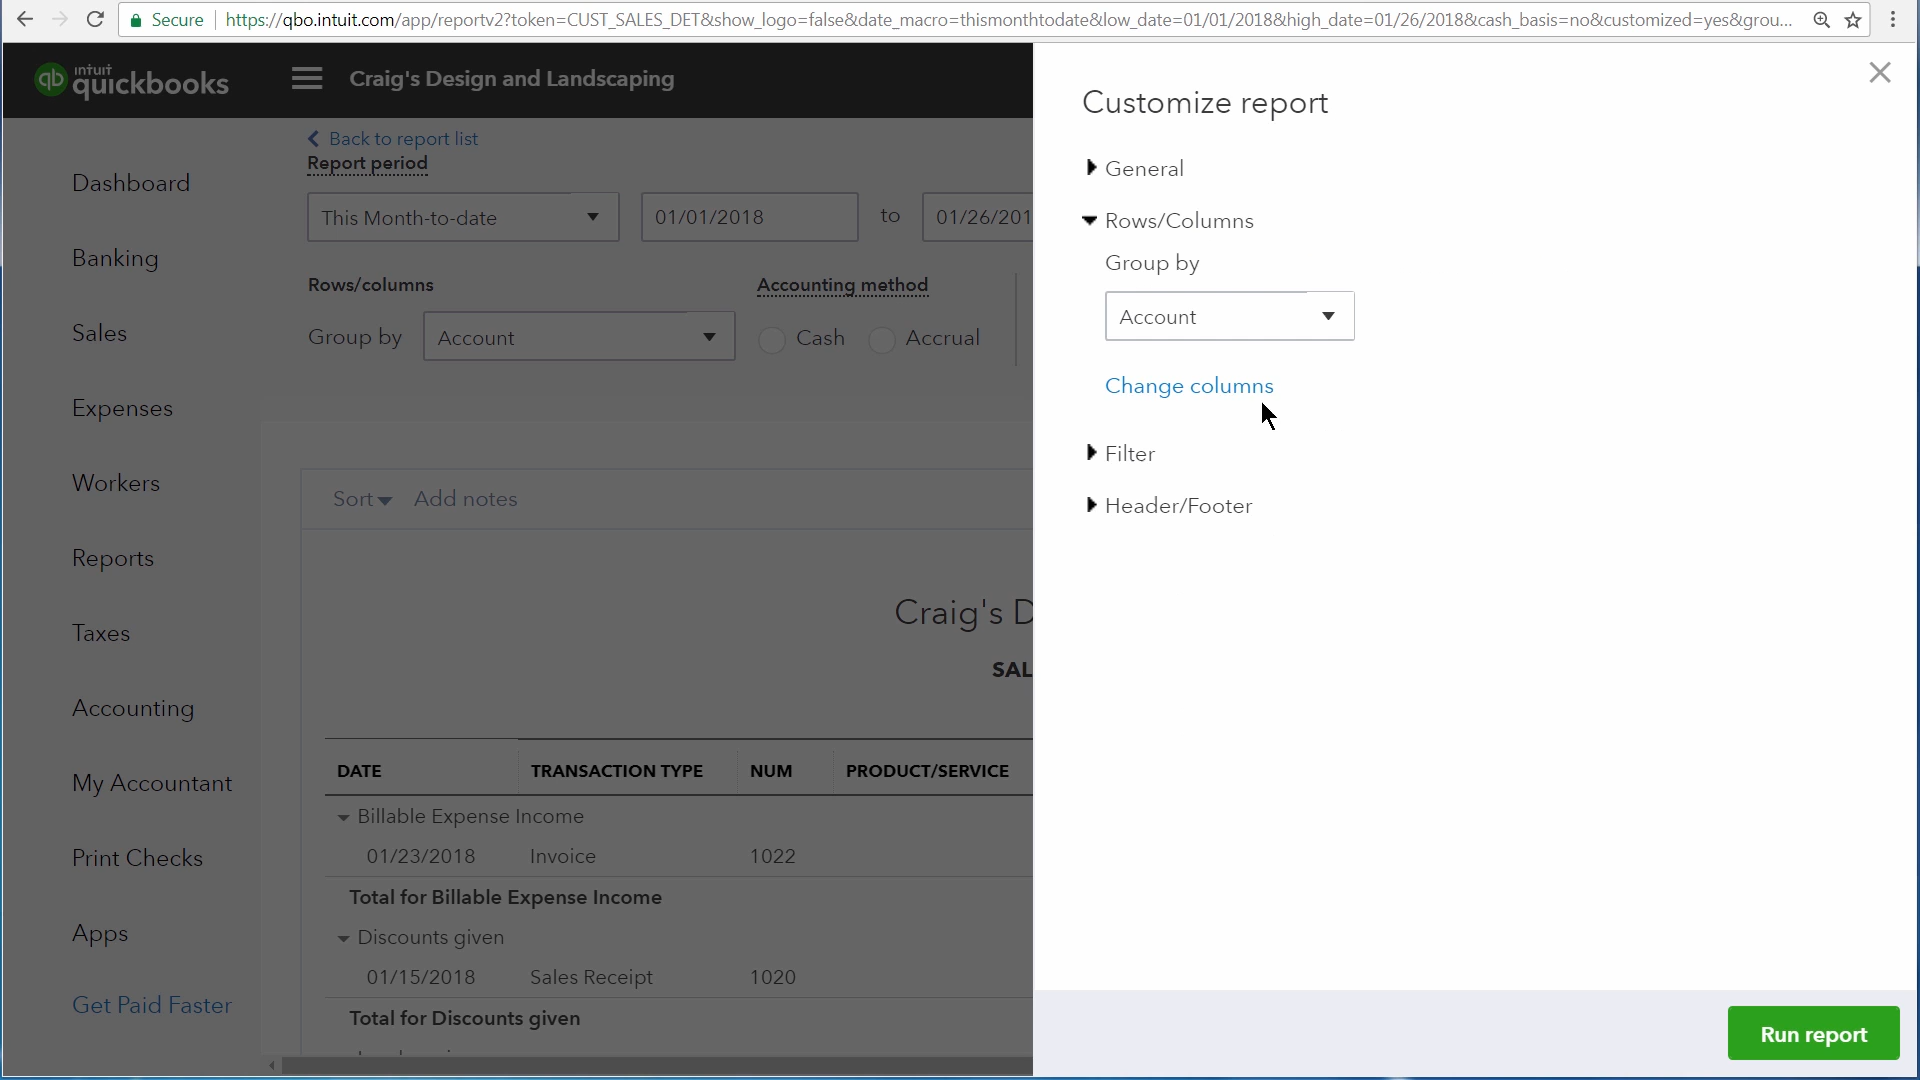 Secure https://qbo.intuit.com/app/reportv2?token=CUST_SALES_DET&show_logo=false&date_macro=thismonthtodate&low_date=01/01/2018&high_date=01/26/2018&cash_basis=no&customized=yes&grou...
intuit
quickbooks
Craig's Design and Landscaping
Dashboard
Banking
Sales
Expenses
Workers
Reports
Taxes
Accounting
My Accountant
Print Checks
Apps
Get Paid Faster
Back to report list
Report period
This Month-to-date 01/01/2018 to 01/26/201
Rows/columns Accounting method
Group by Account Cash Accrual
Sort Add notes
Craig's D
SAL
DATE TRANSACTION TYPE NUM PRODUCT/SERVICE
Billable Expense Income
01/23/2018 Invoice 1022
Total for Billable Expense Income
Discounts given
01/15/2018 Sales Receipt 1020
Total for Discounts given
Customize report
General
Rows/Columns
Group by
Account
Change columns
Filter
Header/Footer
Run report